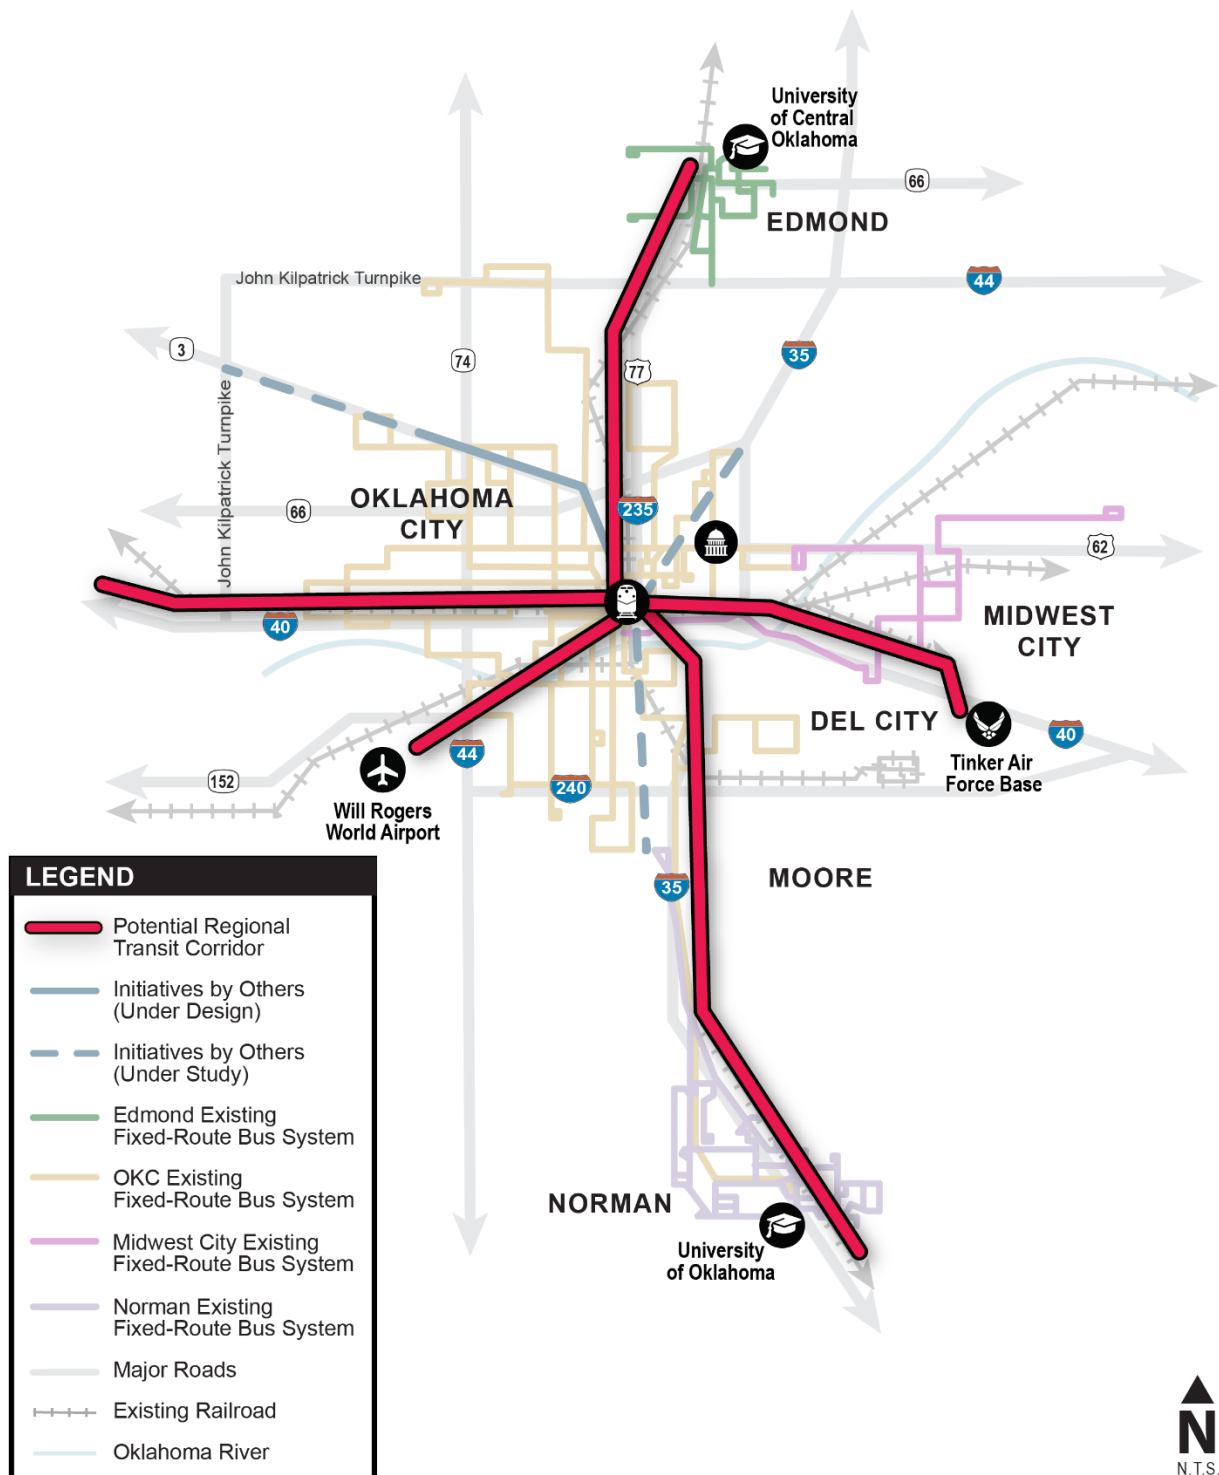 University
of Central
Oklahoma
66
EDMOND
John Kilpatrick Turnpike
44
3
74
77
35
John Kilpatrick Turnpike
OKLAHOMA
CITY
66
235
62
40
MIDWEST
CITY
DEL CITY
40
Tinker Air
Force Base
44
152
240
Will Rogers
World Airport
MOORE
35
NORMAN
University
of Oklahoma
LEGEND
Potential Regional
Transit Corridor
Initiatives by Others
(Under Design)
Initiatives by Others
(Under Study)
Edmond Existing
Fixed-Route Bus System
OKC Existing
Fixed-Route Bus System
Midwest City Existing
Fixed-Route Bus System
Norman Existing
Fixed-Route Bus System
Major Roads
Existing Railroad
Oklahoma River
N
N.T.S.